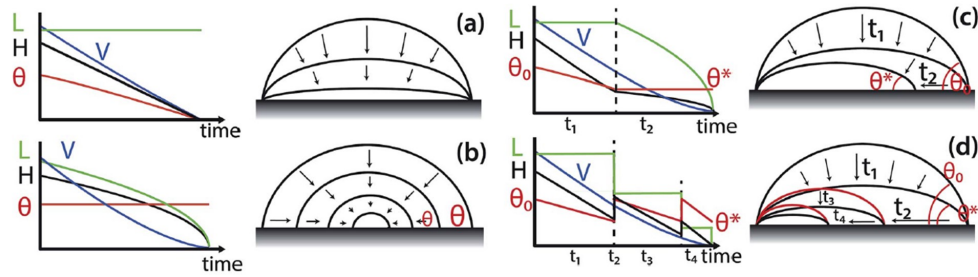 L
H
θ
V
time
(a)
L
H
θ₀
V
θ*
t₁
t₂
time
(c)
t₁
t₂
θ*
θ₀
L
H
θ
V
time
(b)
θ
θ
L
H
θ₀
V
θ*
t₁
t₂
t₃
t₄
time
(d)
t₁
θ₀
t₃
t₂
t₄
θ*